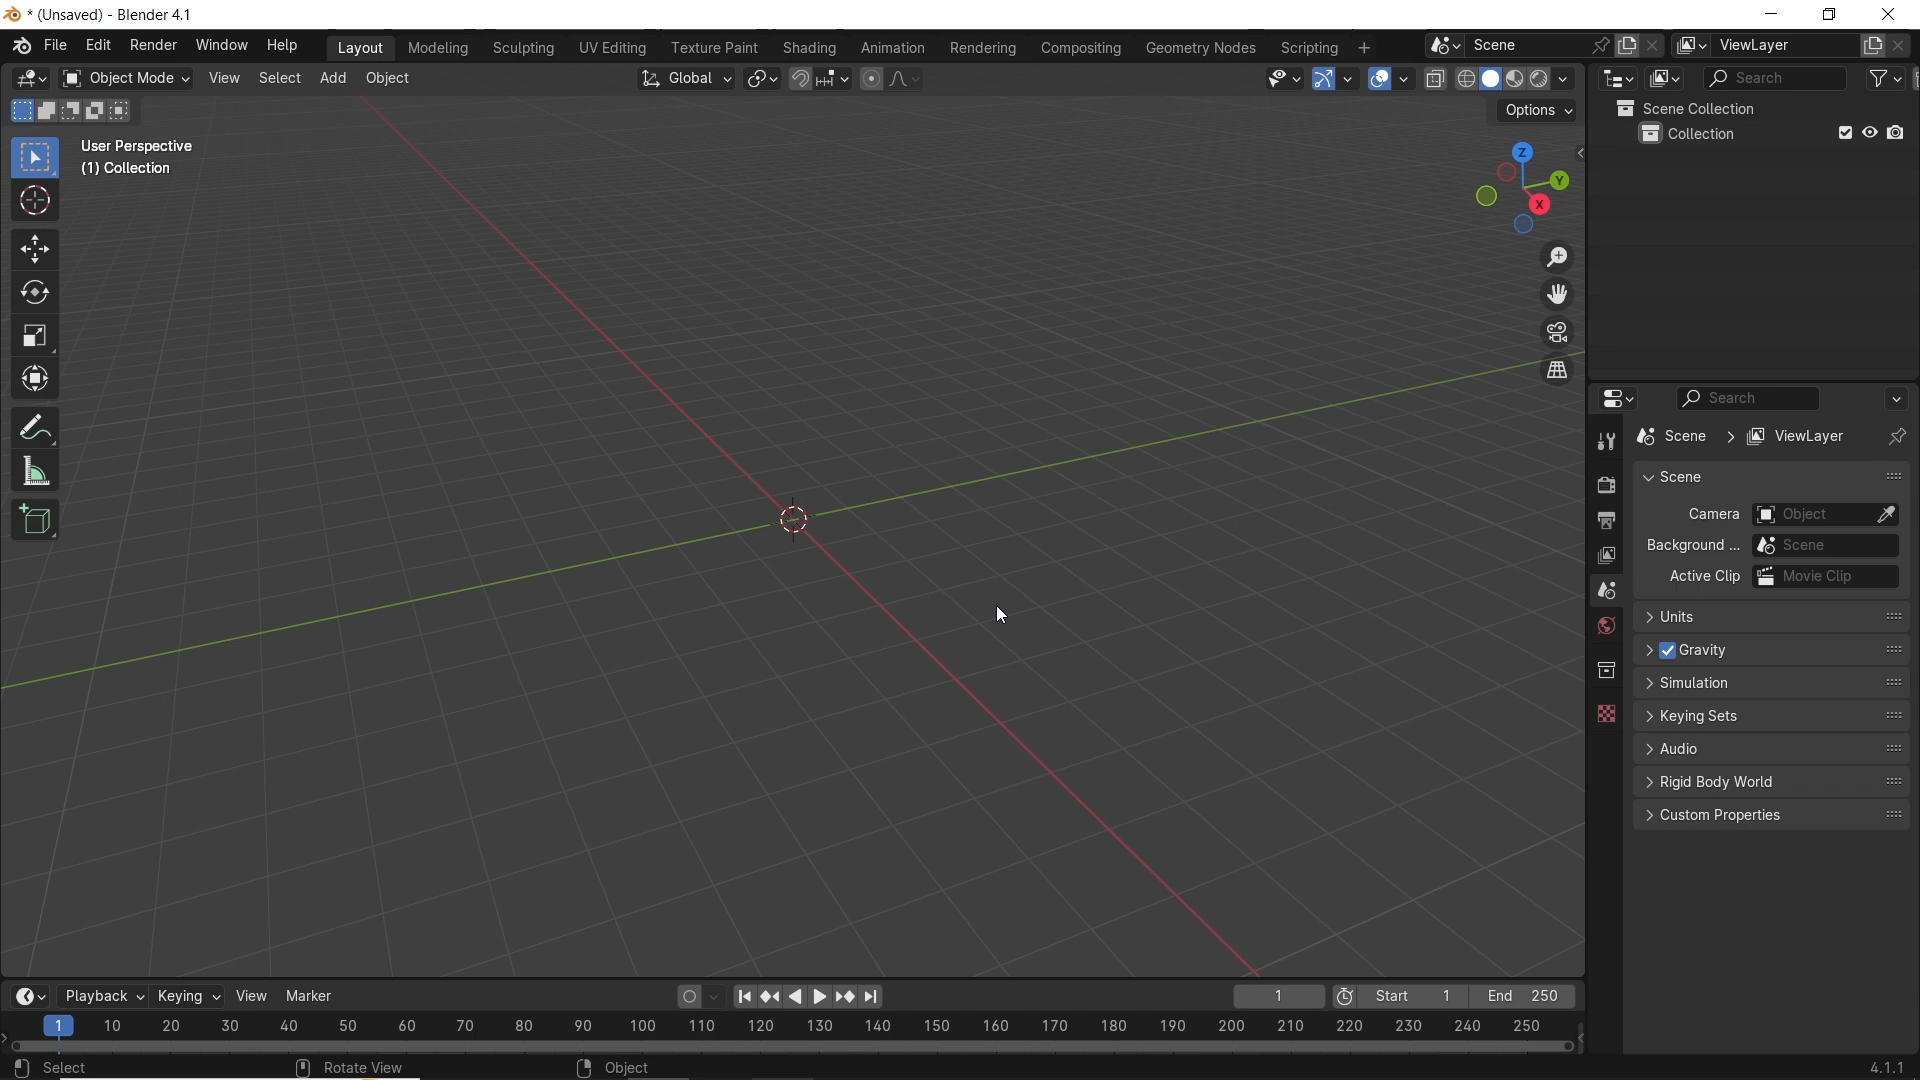 * (Unsaved) - Blender 4.1
File Edit Render Window Help Layout Modeling Sculpting UV Editing Texture Paint Shading Animation Rendering Compositing Geometry Nodes Scripting + Scene ViewLayer
Object Mode View Select Add Object Global Search
Options
Scene Collection
Collection
User Perspective
(1) Collection
Z
Y
X
Search
Scene ViewLayer
Scene
Camera Object
Background ... Scene
Active Clip Movie Clip
Units
Gravity
Simulation
Keying Sets
Audio
Rigid Body World
Custom Properties
Playback Keying View Marker 1 Start 1 End 250
1 10 20 30 40 50 60 70 80 90 100 110 120 130 140 150 160 170 180 190 200 210 220 230 240 250
Select Rotate View Object 4.1.1